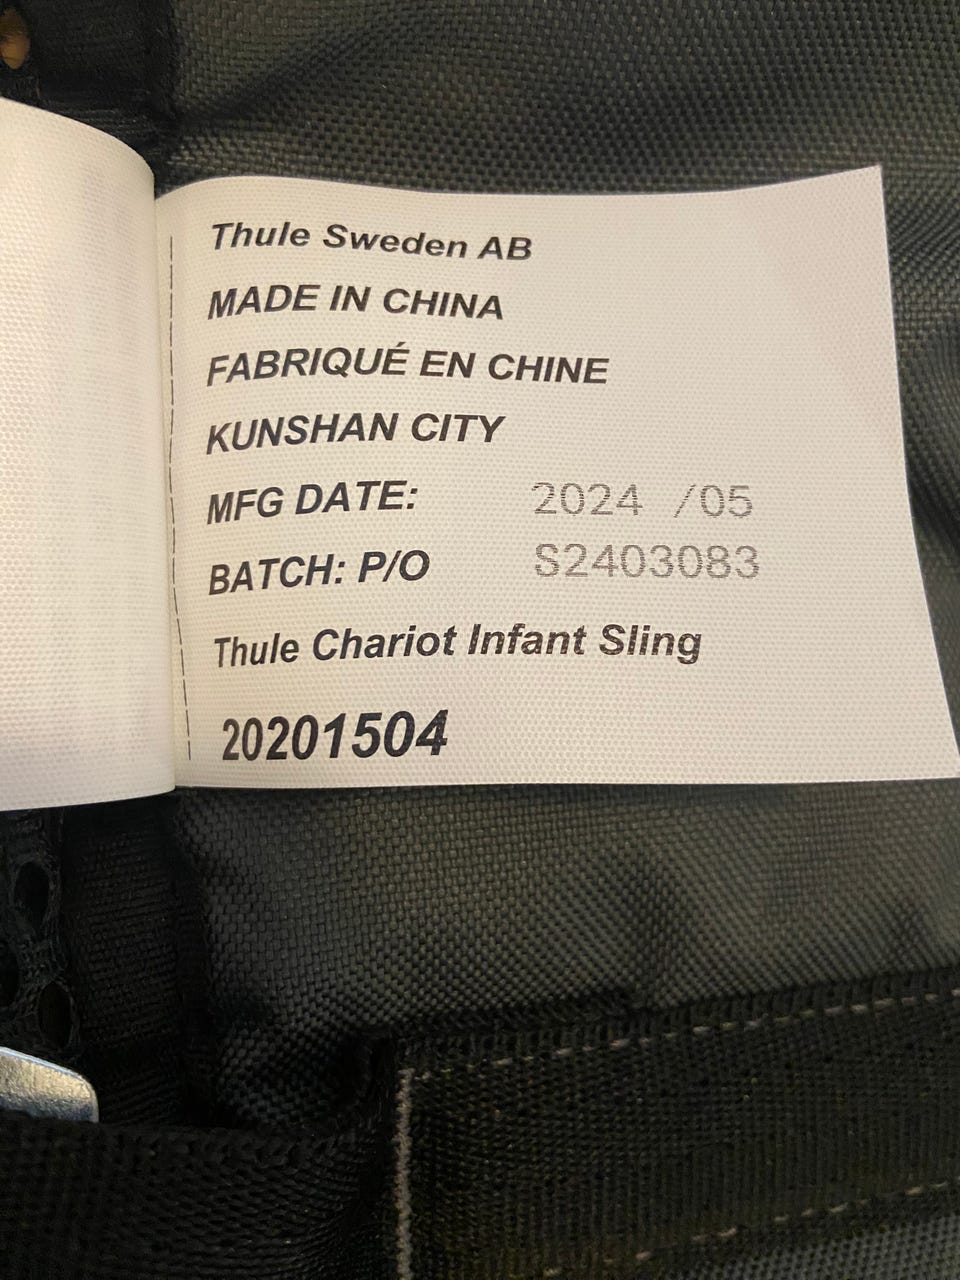 Thule Sweden AB
MADE IN CHINA
FABRIQUÉ EN CHINE
KUNSHAN CITY
MFG DATE: 2024 /05
BATCH: P/O S2403083
Thule Chariot Infant Sling
20201504